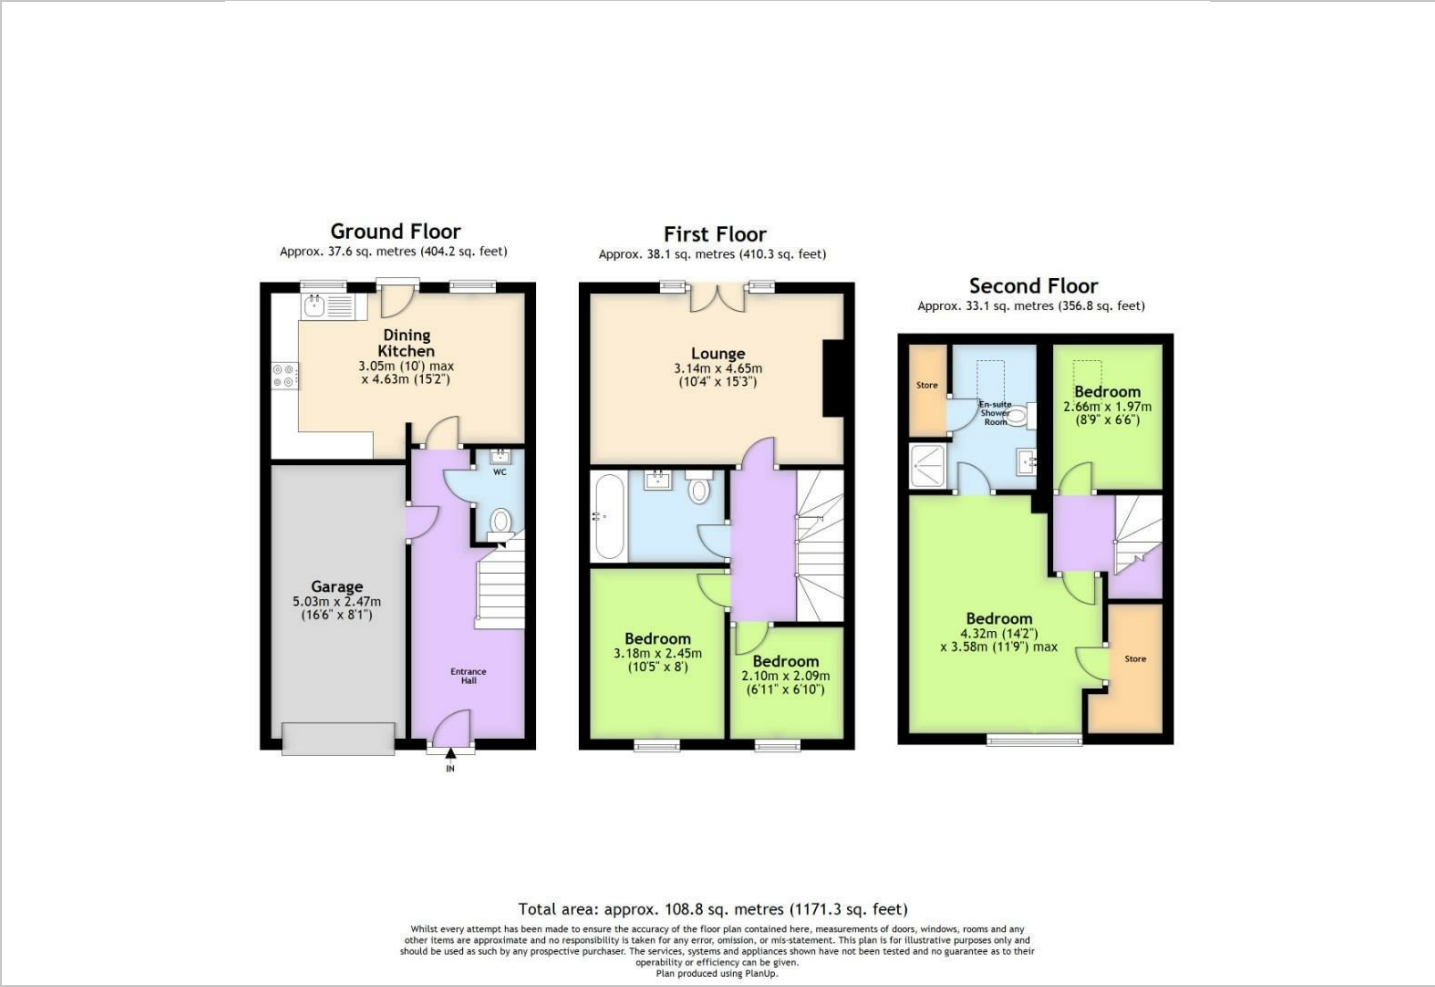 Ground Floor
Approx. 37.6 sq. metres (404.2 sq. feet)
Dining
Kitchen
3.05m (10') max
x 4.63m (15'2")
WC
Garage
5.03m x 2.47m
(16'6" x 8'1")
Entrance
Hall
IN
First Floor
Approx. 38.1 sq. metres (410.3 sq. feet)
Lounge
3.14m x 4.65m
(10'4" x 15'3")
Bedroom
3.18m x 2.45m
(10'5" x 8')
Bedroom
2.10m x 2.09m
(6'11" x 6'10")
Second Floor
Approx. 33.1 sq. metres (356.8 sq. feet)
Store
En-suite
Shower
Room
Bedroom
2.66m x 1.97m
(8'9" x 6'6")
Bedroom
4.32m (14'2")
x 3.58m (11'9") max
Store
Total area: approx. 108.8 sq. metres (1171.3 sq. feet)
Whilst every attempt has been made to ensure the accuracy of the floor plan contained here, measurements of doors, windows, rooms and any
other items are approximate and no responsibility is taken for any error, omission, or mis-statement. This plan is for illustrative purposes only and
should be used as such by any prospective purchaser. The services, systems and appliances shown have not been tested and no guarantee as to their
operability or efficiency can be given.
Plan produced using PlanUp.